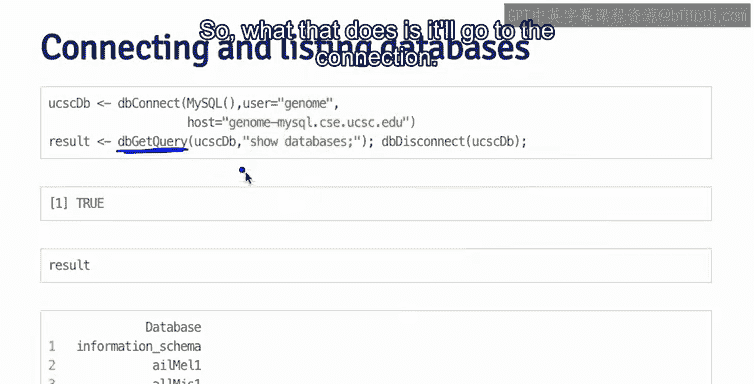 So, what that does is it'll go to the
connection.
Connecting and listing databases
ucscDb <- dbConnect(MySQL(),user="genome",
host="genome-mysql.cse.ucsc.edu")
result <- dbGetQuery(ucscDb,"show databases;"); dbDisconnect(ucscDb);
[1] TRUE
result
Database
1 information_schema
2 ailMel1
3 allMis1